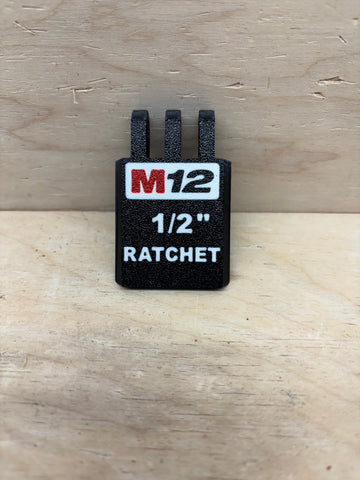 M12
1/2"
RATCHET